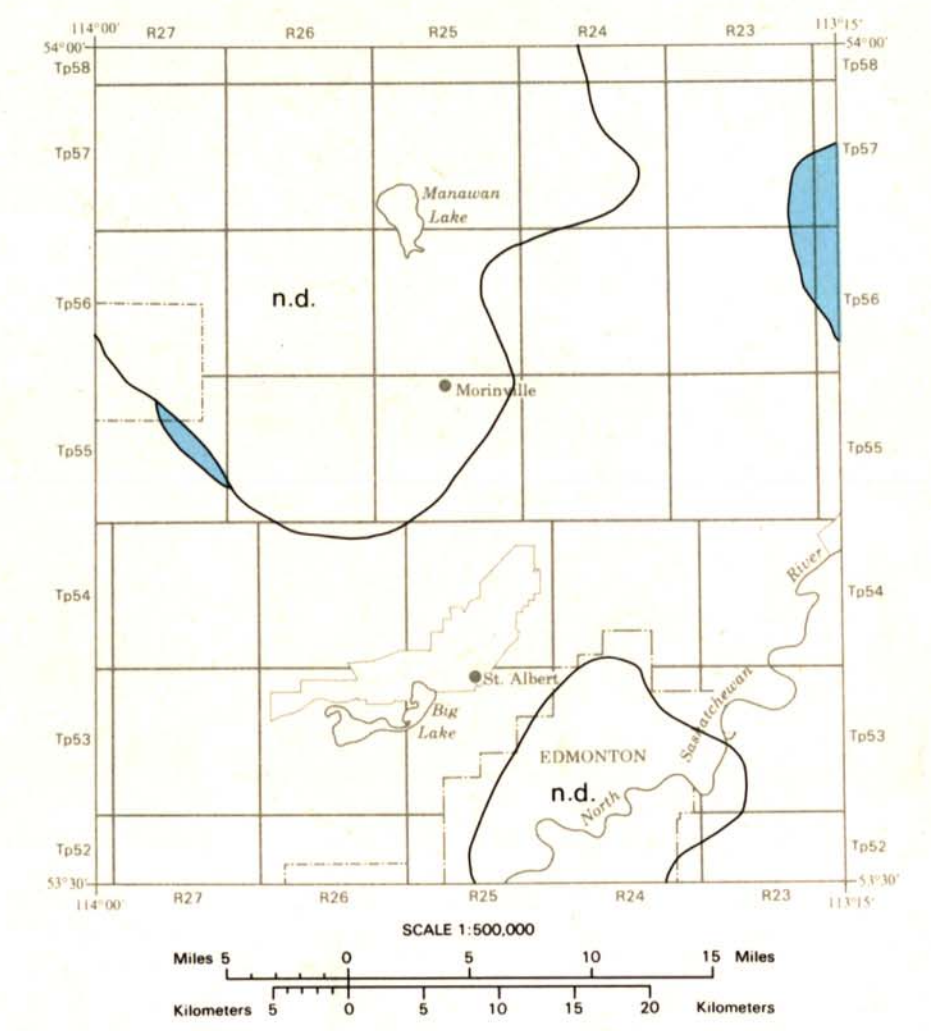 114°00' R27 R26 R25 R24 R23 113°15'
54°00' 54°00'
Tp58 Tp58
Tp57 Tp57
Manawan
Lake
n.d.
Tp56 Tp56
Morinville
Tp55 Tp55
River
Tp54 Tp54
St. Albert
Big
Lake
Saskatchewan
Tp53 Tp53
EDMONTON
n.d.
North
Tp52 Tp52
53°30' 53°30'
114°00' R27 R26 R25 R24 R23 113°15'
SCALE 1:500,000
Miles 5 0 5 10 15 Miles
Kilometers 5 0 5 10 15 20 Kilometers